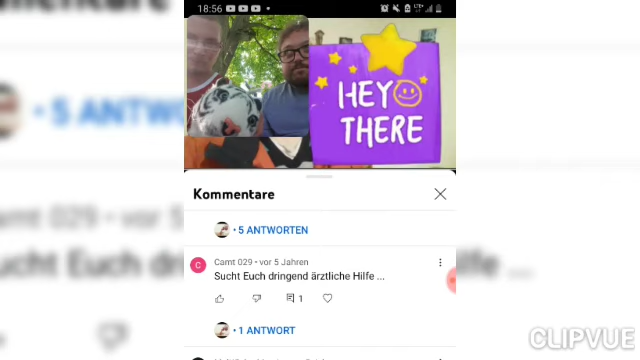 18:56
HEY
THERE
Kommentare
• 5 ANTWORTEN
C
Camt 029 • vor 5 Jahren
Sucht Euch dringend ärztliche Hilfe ...
1
• 1 ANTWORT
CLIPVUE